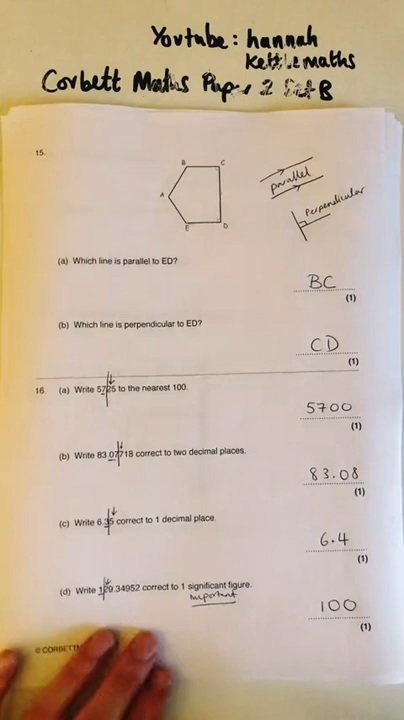 Youtube: hannah
Kettlemaths
Corbett Maths Paper 2 Set B
15.
B C
A
E D
parallel
Perpendicular
(a) Which line is parallel to ED?
BC
(1)
(b) Which line is perpendicular to ED?
CD
(1)
16. (a) Write 5725 to the nearest 100.
5700
(1)
(b) Write 83.07718 correct to two decimal places.
83.08
(1)
(c) Write 6.35 correct to 1 decimal place.
6.4
(1)
(d) Write 129.34952 correct to 1 significant figure.
important
100
(1)